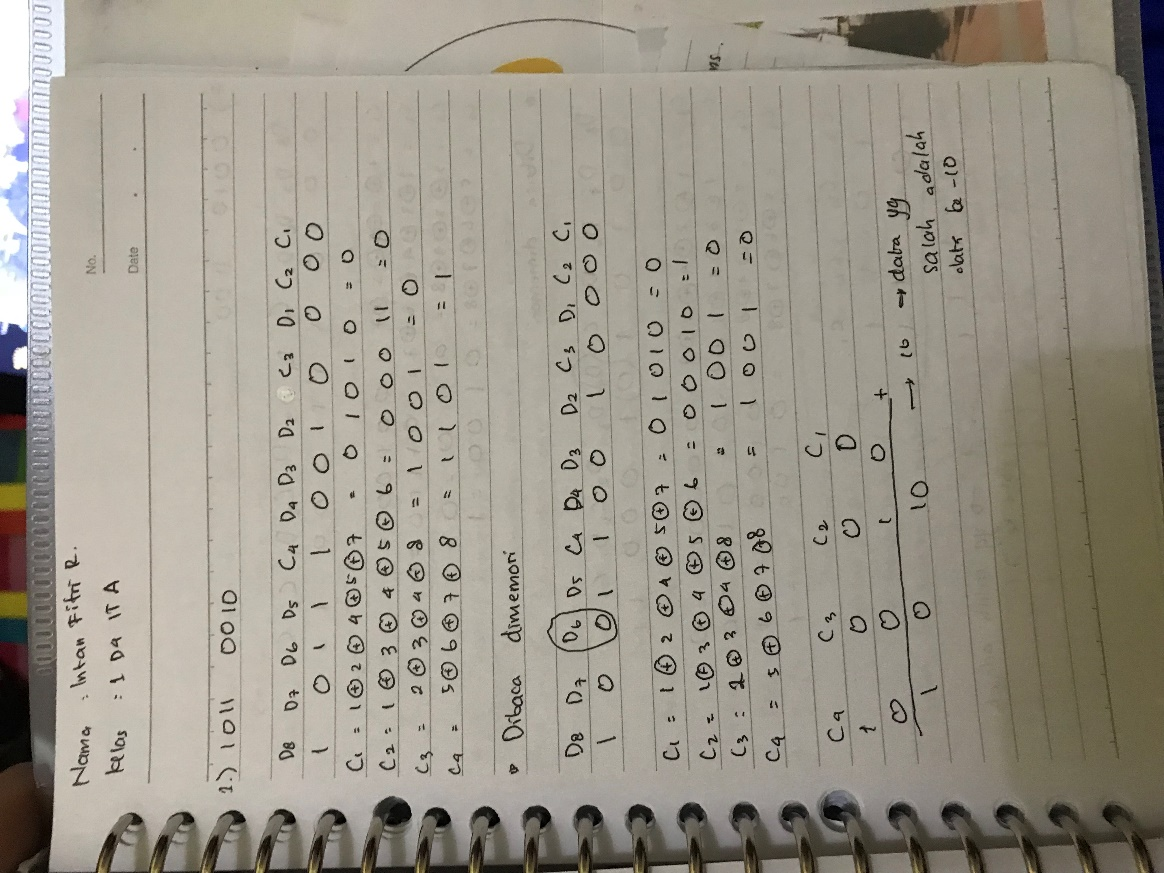 No.
Date
Nama : Intan Fitri R.
Kelas : 1 D4 IT A
1.) 1011 0010
D8 D7 D6 D5 C4 D4 D3 D2 C3 D1 C2 C1
1 0 1 1 1 0 0 1 0 0 0 0
C1 = 1⊕2⊕4⊕5⊕7 = 0 1 0 1 0 = 0
C2 = 1⊕3⊕4⊕5⊕6 = 0 0 0 11 = 0
C3 = 2⊕3⊕4⊕8 = 1 0 0 1 = 0
C4 = 5⊕6⊕7⊕8 = 1 1 0 1 = 1
Dibaca dimemori
D8 D7 D6 D5 C4 D4 D3 D2 C3 D1 C2 C1
1 0 0 1 1 0 0 1 0 0 0 0
C1 = 1⊕2⊕4⊕5⊕7 = 0 1 0 1 0 = 0
C2 = 1⊕3⊕4⊕5⊕6 = 0 0 0 1 0 = 1
C3 = 2⊕3⊕4⊕8 = 1 0 0 1 = 0
C4 = 5⊕6⊕7⊕8 = 1 0 0 1 = 0
C4 C3 C2 C1
1 0 0 0
0 0 1 0 +
1 0 10 → 10 → data yg
salah adalah
data ke-10